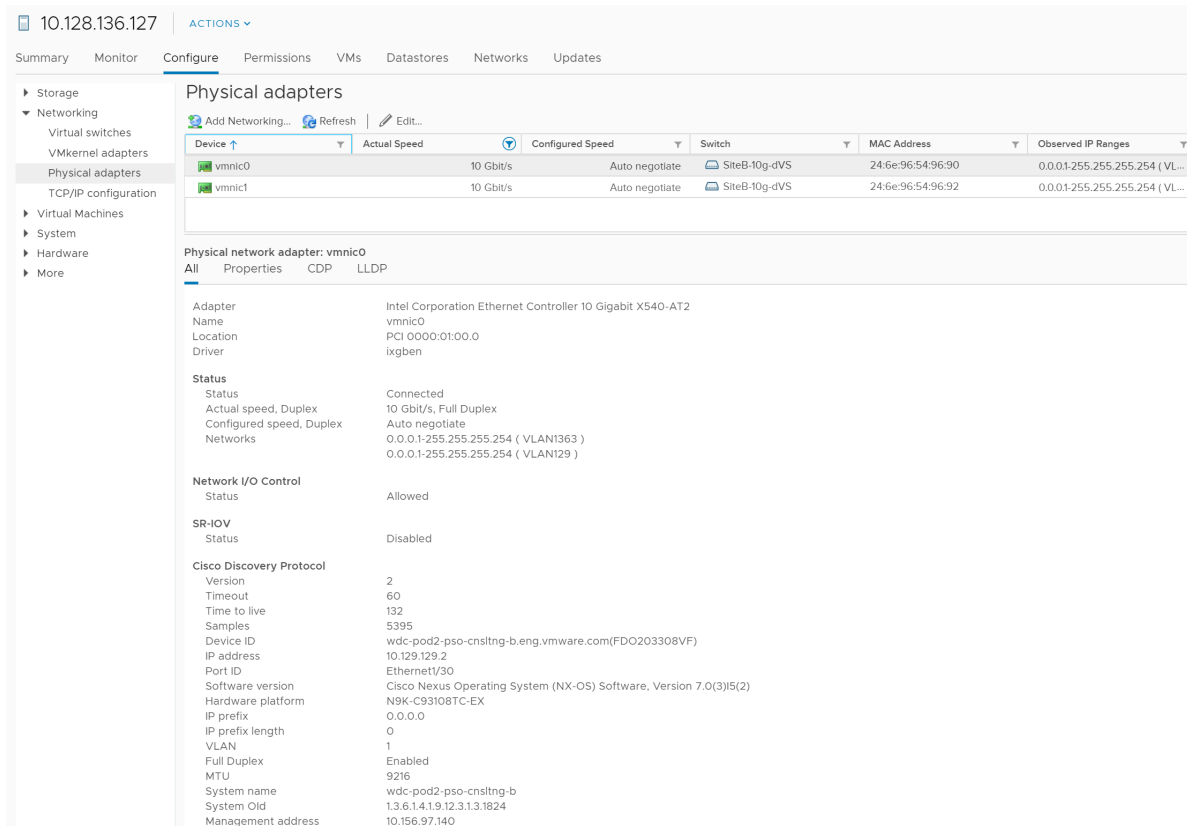 10.128.136.127 ACTIONS
Summary Monitor Configure Permissions VMs Datastores Networks Updates
Storage
Networking
Virtual switches
VMkernel adapters
Physical adapters
TCP/IP configuration
Virtual Machines
System
Hardware
More
Physical adapters
Add Networking... Refresh Edit...
Device Actual Speed Configured Speed Switch MAC Address Observed IP Ranges
vmnic0 10 Gbit/s Auto negotiate SiteB-10g-dVS 24:6e:96:54:96:90 0.0.0.1-255.255.255.254 ( VL...
vmnic1 10 Gbit/s Auto negotiate SiteB-10g-dVS 24:6e:96:54:96:92 0.0.0.1-255.255.255.254 ( VL...
Physical network adapter: vmnic0
All Properties CDP LLDP
Adapter Intel Corporation Ethernet Controller 10 Gigabit X540-AT2
Name vmnic0
Location PCI 0000:01:00.0
Driver ixgben
Status
Status Connected
Actual speed, Duplex 10 Gbit/s, Full Duplex
Configured speed, Duplex Auto negotiate
Networks 0.0.0.1-255.255.255.254 ( VLAN1363 )
0.0.0.1-255.255.255.254 ( VLAN129 )
Network I/O Control
Status Allowed
SR-IOV
Status Disabled
Cisco Discovery Protocol
Version 2
Timeout 60
Time to live 132
Samples 5395
Device ID wdc-pod2-pso-cnsltng-b.eng.vmware.com(FDO203308VF)
IP address 10.129.129.2
Port ID Ethernet1/30
Software version Cisco Nexus Operating System (NX-OS) Software, Version 7.0(3)I5(2)
Hardware platform N9K-C93108TC-EX
IP prefix 0.0.0.0
IP prefix length 0
VLAN 1
Full Duplex Enabled
MTU 9216
System name wdc-pod2-pso-cnsltng-b
System OId 1.3.6.1.4.1.9.12.3.1.3.1824
Management address 10.156.97.140